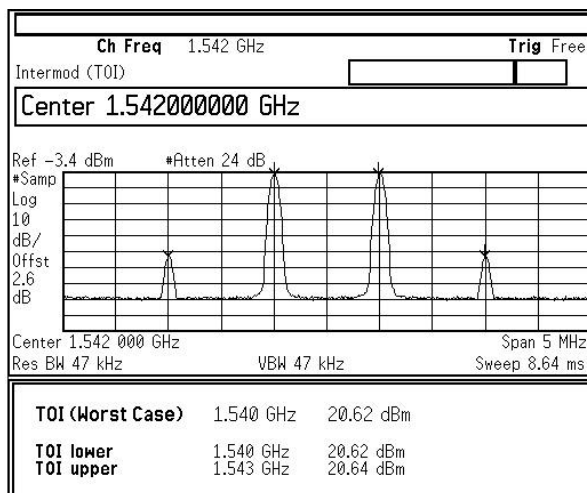 Ch Freq 1.542 GHz Trig Free
Intermod (TOI)
Center 1.542000000 GHz
Ref -3.4 dBm #Atten 24 dB
#Samp
Log
10
dB/
Offst
2.6
dB
Center 1.542 000 GHz Span 5 MHz
Res BW 47 kHz VBW 47 kHz Sweep 8.64 ms
TOI (Worst Case) 1.540 GHz 20.62 dBm
TOI lower 1.540 GHz 20.62 dBm
TOI upper 1.543 GHz 20.64 dBm